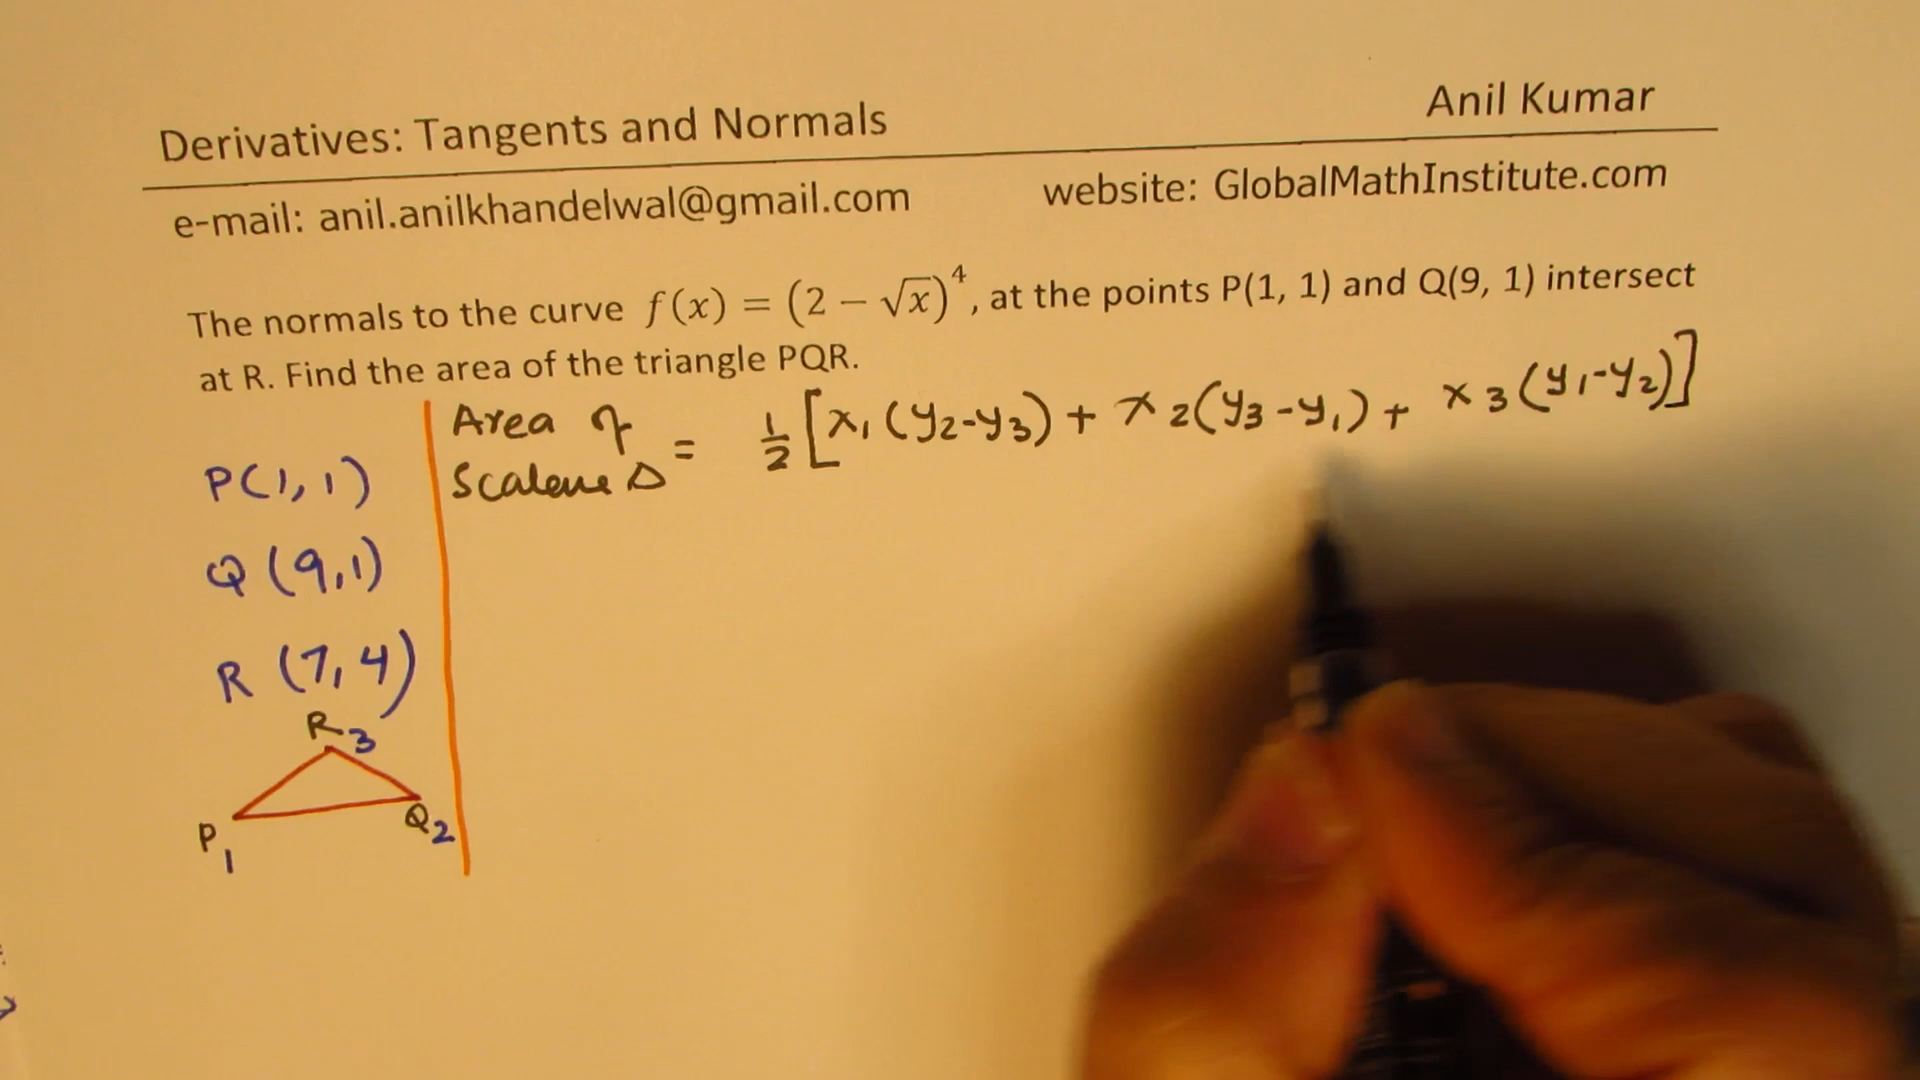 Derivatives: Tangents and Normals Anil Kumar
e-mail: anil.anilkhandelwal@gmail.com website: GlobalMathInstitute.com
The normals to the curve f(x) = (2 − √x)⁴, at the points P(1, 1) and Q(9, 1) intersect
at R. Find the area of the triangle PQR.
Area of
Scalene Δ = ½ [x₁(y₂-y₃) + x₂(y₃-y₁) + x₃(y₁-y₂)]
P(1, 1)
Q (9,1)
R (7,4)
R 3
P 1
Q 2